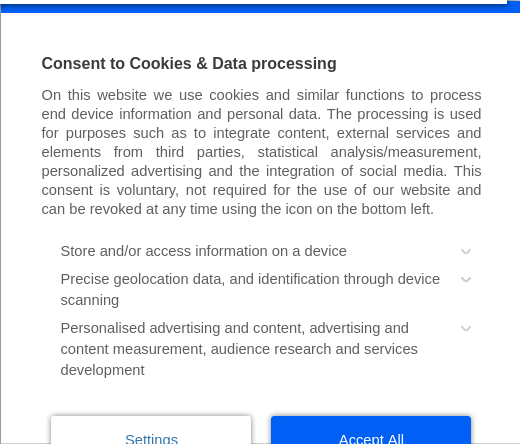 Consent to Cookies & Data processing
On this website we use cookies and similar functions to process
end device information and personal data. The processing is used
for purposes such as to integrate content, external services and
elements from third parties, statistical analysis/measurement,
personalized advertising and the integration of social media. This
consent is voluntary, not required for the use of our website and
can be revoked at any time using the icon on the bottom left.
Store and/or access information on a device
Precise geolocation data, and identification through device
scanning
Personalised advertising and content, advertising and
content measurement, audience research and services
development
Settings
Accept All